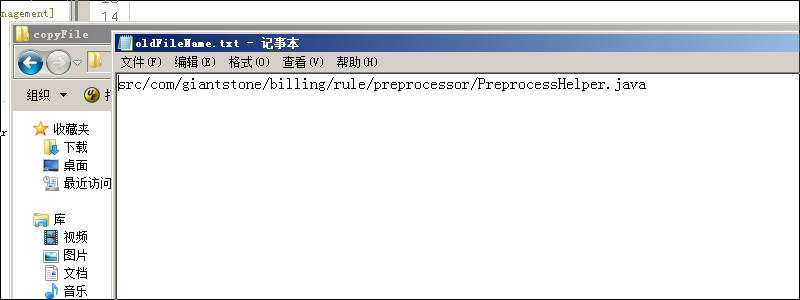 nagement]
14
copyFile
oldFileName.txt - 记事本
文件(F) 编辑(E) 格式(O) 查看(V) 帮助(H)
src/com/giantstone/billing/rule/preprocessor/PreprocessHelper.java
组织
收藏夹
下载
桌面
最近访问
库
视频
图片
文档
音乐